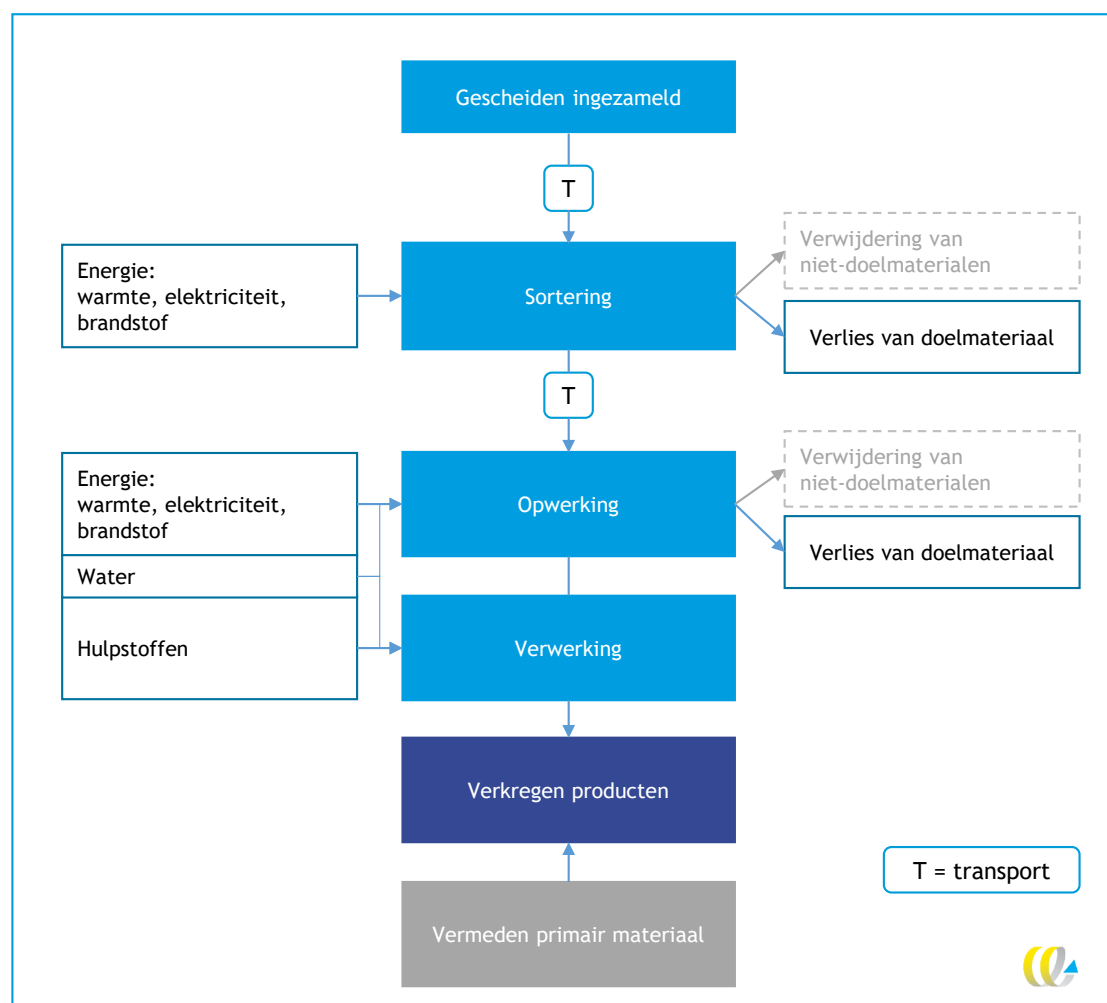 Gescheiden ingezameld
T
Energie:
warmte, elektriciteit,
brandstof
Sortering
Verwijdering van
niet-doelmaterialen
Verlies van doelmateriaal
T
Energie:
warmte, elektriciteit,
brandstof
Water
Hulpstoffen
Opwerking
Verwijdering van
niet-doelmaterialen
Verlies van doelmateriaal
Verwerking
Verkregen producten
T = transport
Vermeden primair materiaal